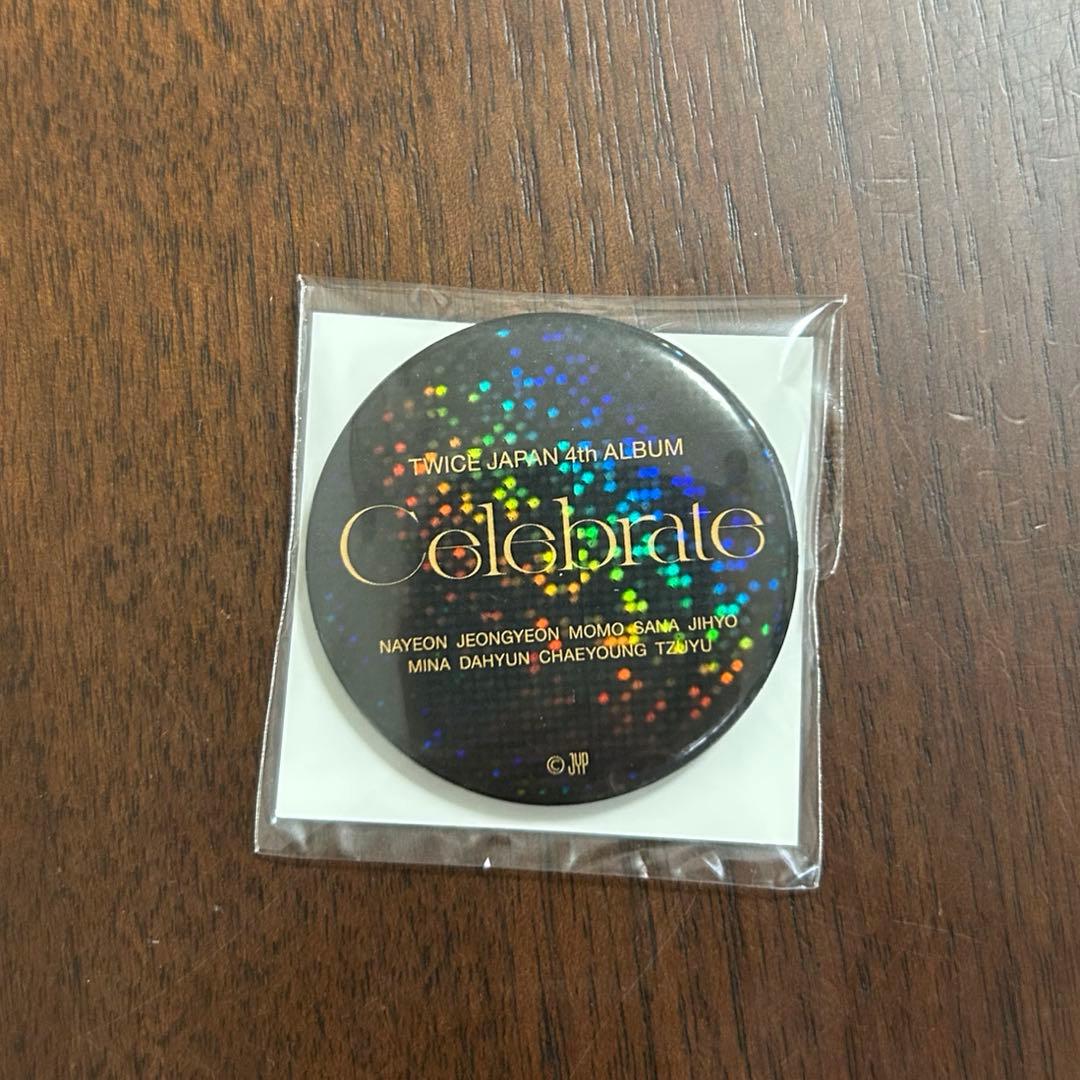 TWICE JAPAN 4th ALBUM
Celebrate
NAYEON JEONGYEON MOMO SANA JIHYO
MINA DAHYUN CHAEYOUNG TZUYU
© JYP